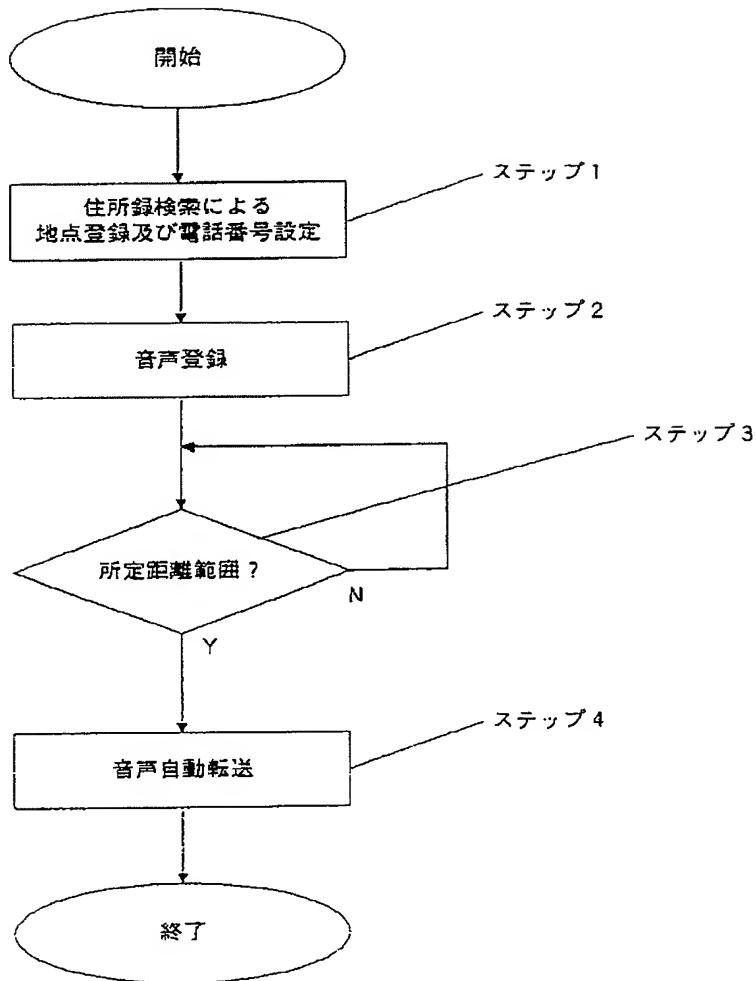 開始
ステップ1
住所録検索による
地点登録及び電話番号設定
ステップ2
音声登録
ステップ3
所定距離範囲?
N
Y
ステップ4
音声自動転送
終了